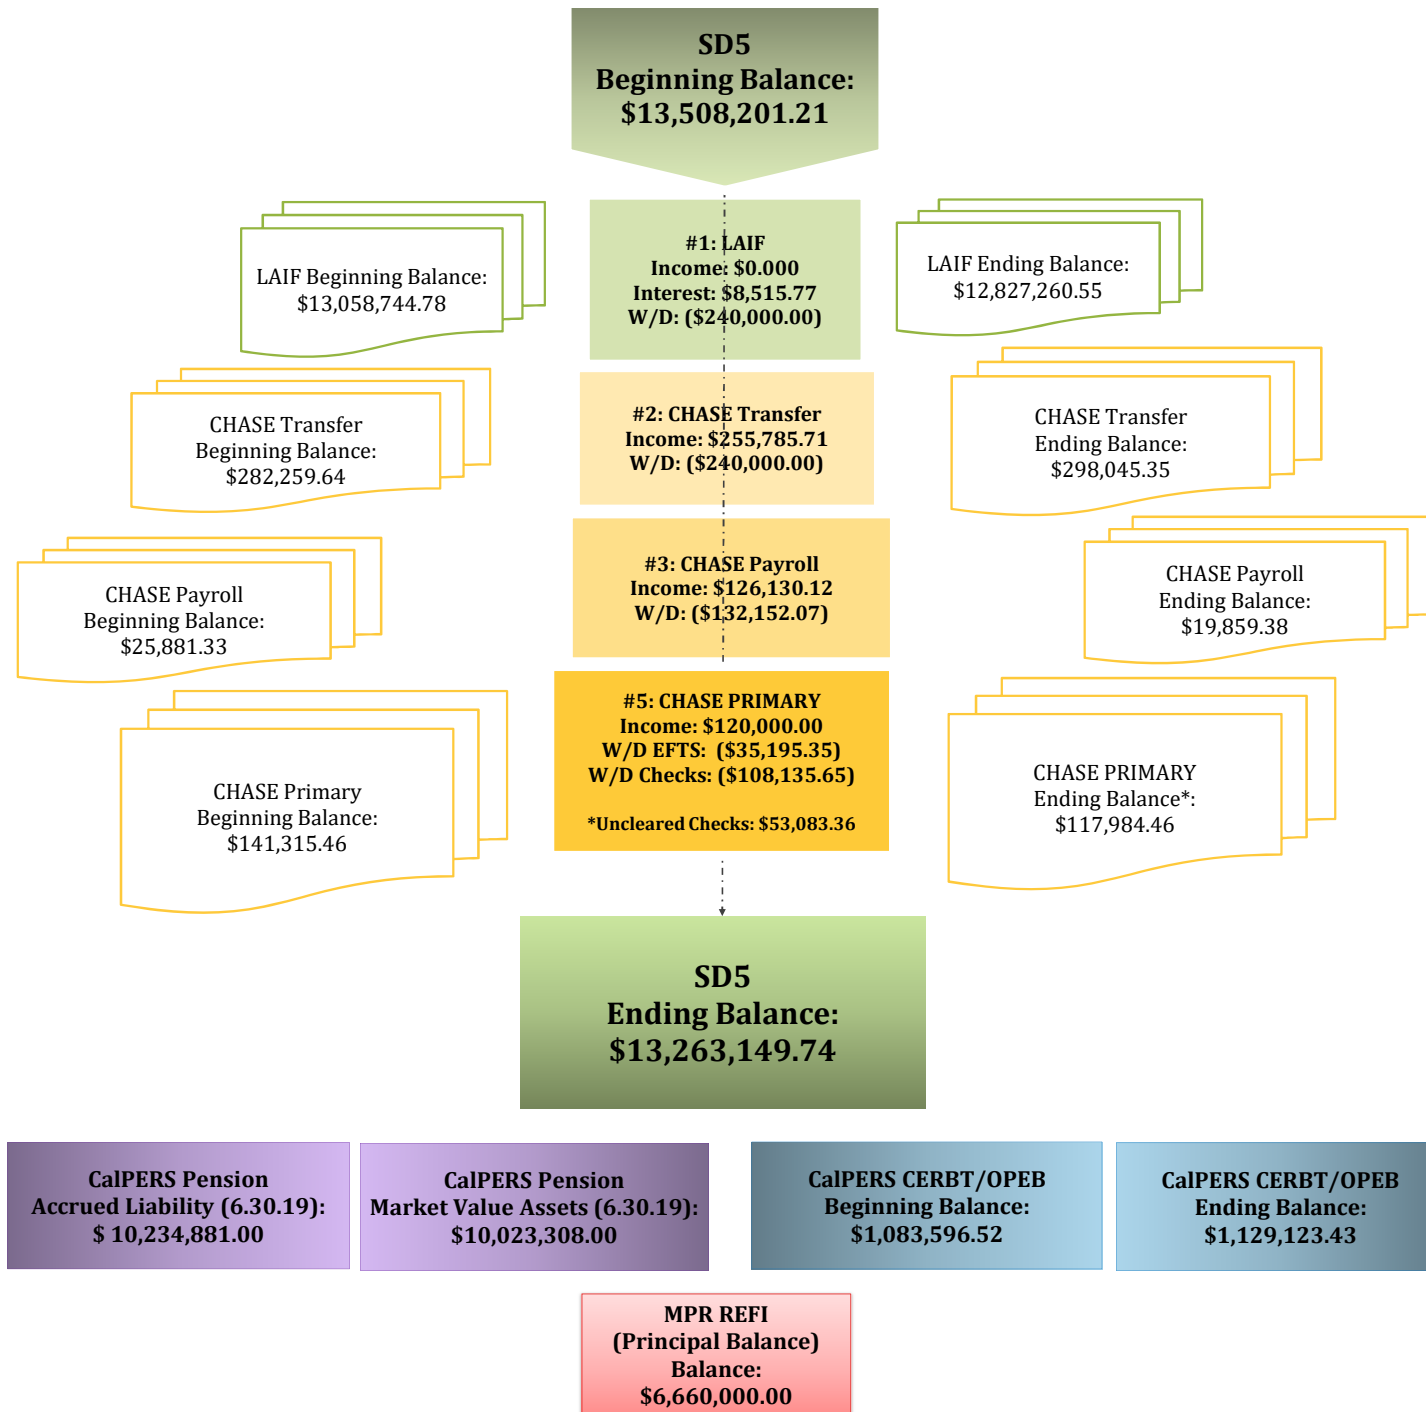 SD5
Beginning Balance:
$13,508,201.21
LAIF Beginning Balance:
$13,058,744.78
#1: LAIF
Income: $0.000
Interest: $8,515.77
W/D: ($240,000.00)
LAIF Ending Balance:
$12,827,260.55
CHASE Transfer
Beginning Balance:
$282,259.64
#2: CHASE Transfer
Income: $255,785.71
W/D: ($240,000.00)
CHASE Transfer
Ending Balance:
$298,045.35
CHASE Payroll
Beginning Balance:
$25,881.33
#3: CHASE Payroll
Income: $126,130.12
W/D: ($132,152.07)
CHASE Payroll
Ending Balance:
$19,859.38
CHASE Primary
Beginning Balance:
$141,315.46
#5: CHASE PRIMARY
Income: $120,000.00
W/D EFTS:  ($35,195.35)
W/D Checks: ($108,135.65)
*Uncleared Checks: $53,083.36
CHASE PRIMARY
Ending Balance*:
$117,984.46
SD5
Ending Balance:
$13,263,149.74
CalPERS Pension
Accrued Liability (6.30.19):
$ 10,234,881.00
CalPERS Pension
Market Value Assets (6.30.19):
$10,023,308.00
CalPERS CERBT/OPEB
Beginning Balance:
$1,083,596.52
CalPERS CERBT/OPEB
Ending Balance:
$1,129,123.43
MPR REFI
(Principal Balance)
Balance:
$6,660,000.00